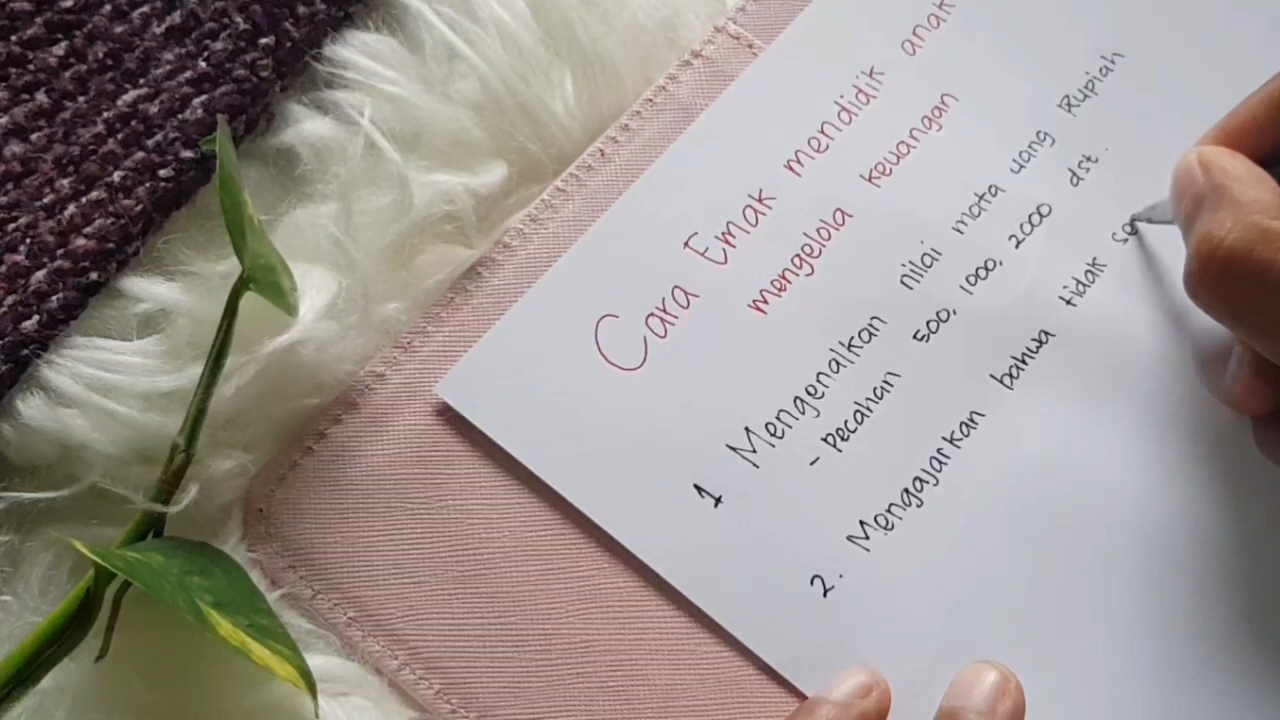 Cara Emak mendidik anak
mengelola keuangan
1 Mengenalkan nilai mata uang Rupiah
- Pecahan 500, 1000, 2000 dst.
2. Mengajarkan bahwa tidak se